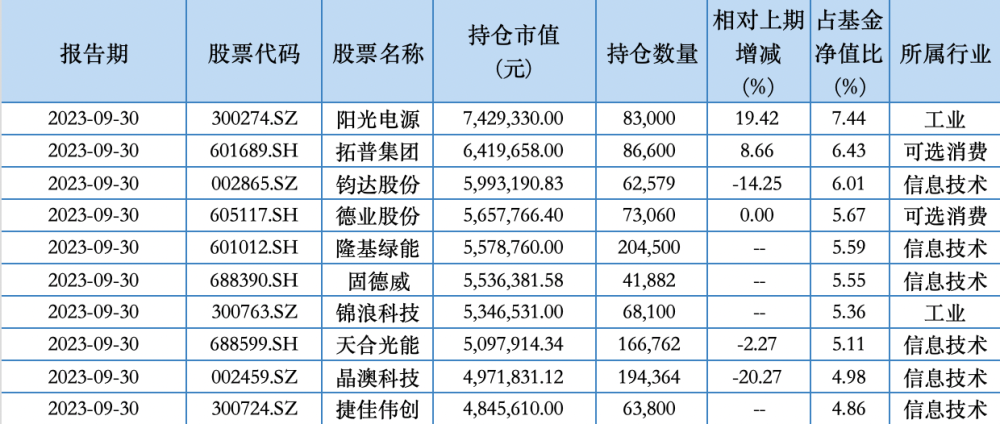 报告期 股票代码 股票名称 持仓市值(元) 持仓数量 相对上期增减(%) 占基金净值比(%) 所属行业
2023-09-30 300274.SZ 阳光电源 7,429,330.00 83,000 19.42 7.44 工业
2023-09-30 601689.SH 拓普集团 6,419,658.00 86,600 8.66 6.43 可选消费
2023-09-30 002865.SZ 钧达股份 5,993,190.83 62,579 -14.25 6.01 信息技术
2023-09-30 605117.SH 德业股份 5,657,766.40 73,060 0.00 5.67 可选消费
2023-09-30 601012.SH 隆基绿能 5,578,760.00 204,500 -- 5.59 信息技术
2023-09-30 688390.SH 固德威 5,536,381.58 41,882 -- 5.55 信息技术
2023-09-30 300763.SZ 锦浪科技 5,346,531.00 68,100 -- 5.36 工业
2023-09-30 688599.SH 天合光能 5,097,914.34 166,762 -2.27 5.11 信息技术
2023-09-30 002459.SZ 晶澳科技 4,971,831.12 194,364 -20.27 4.98 信息技术
2023-09-30 300724.SZ 捷佳伟创 4,845,610.00 63,800 -- 4.86 信息技术